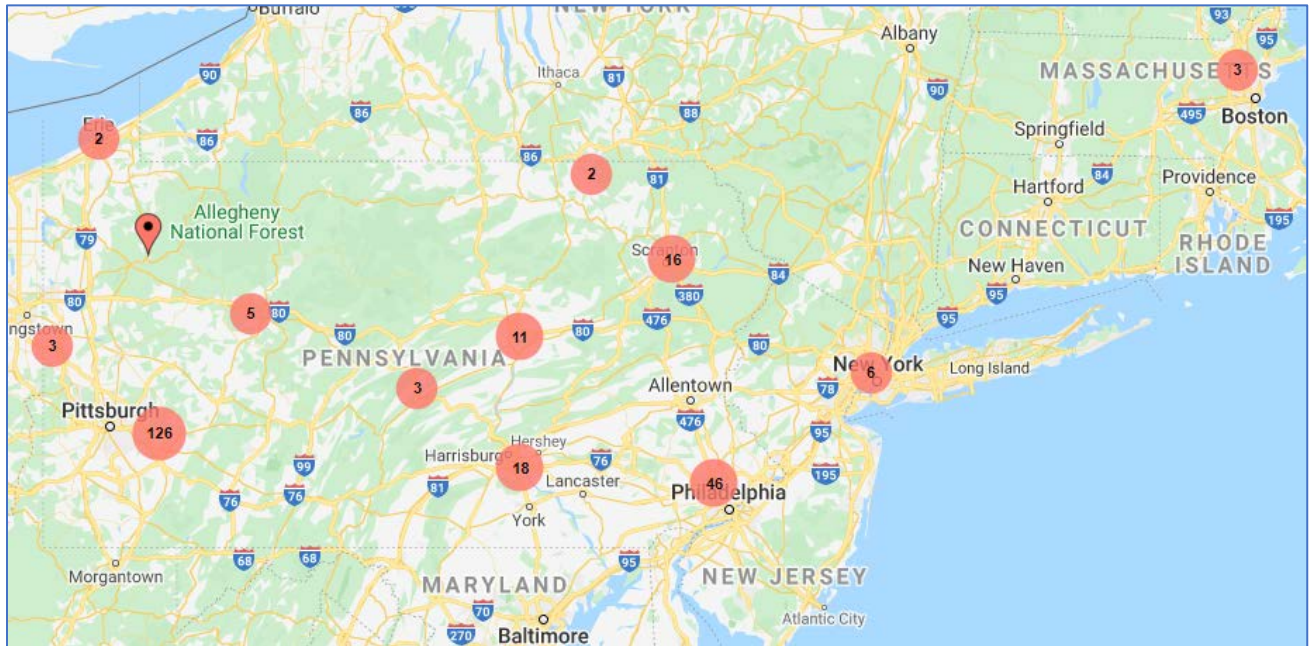 Buffalo
NEW YORK
93
95
Albany
90
Ithaca
81
MASSACHUSETTS
3
90
86
88
495
Boston
Erie
2
86
86
Springfield
2
81
84
Providence
Hartford
195
Allegheny
National Forest
79
CONNECTICUT
RHODE
ISLAND
Scranton
16
84
New Haven
80
380
95
5
80
476
95
ngstown
3
80
11
80
80
PENNSYLVANIA
3
New York
6
Long Island
Allentown
78
Pittsburgh
126
476
95
Hershey
Harrisburg
18
76
99
195
81
76
76
Lancaster
46
Philadelphia
York
68
68
95
Morgantown
MARYLAND
NEW JERSEY
70
Atlantic City
270
Baltimore